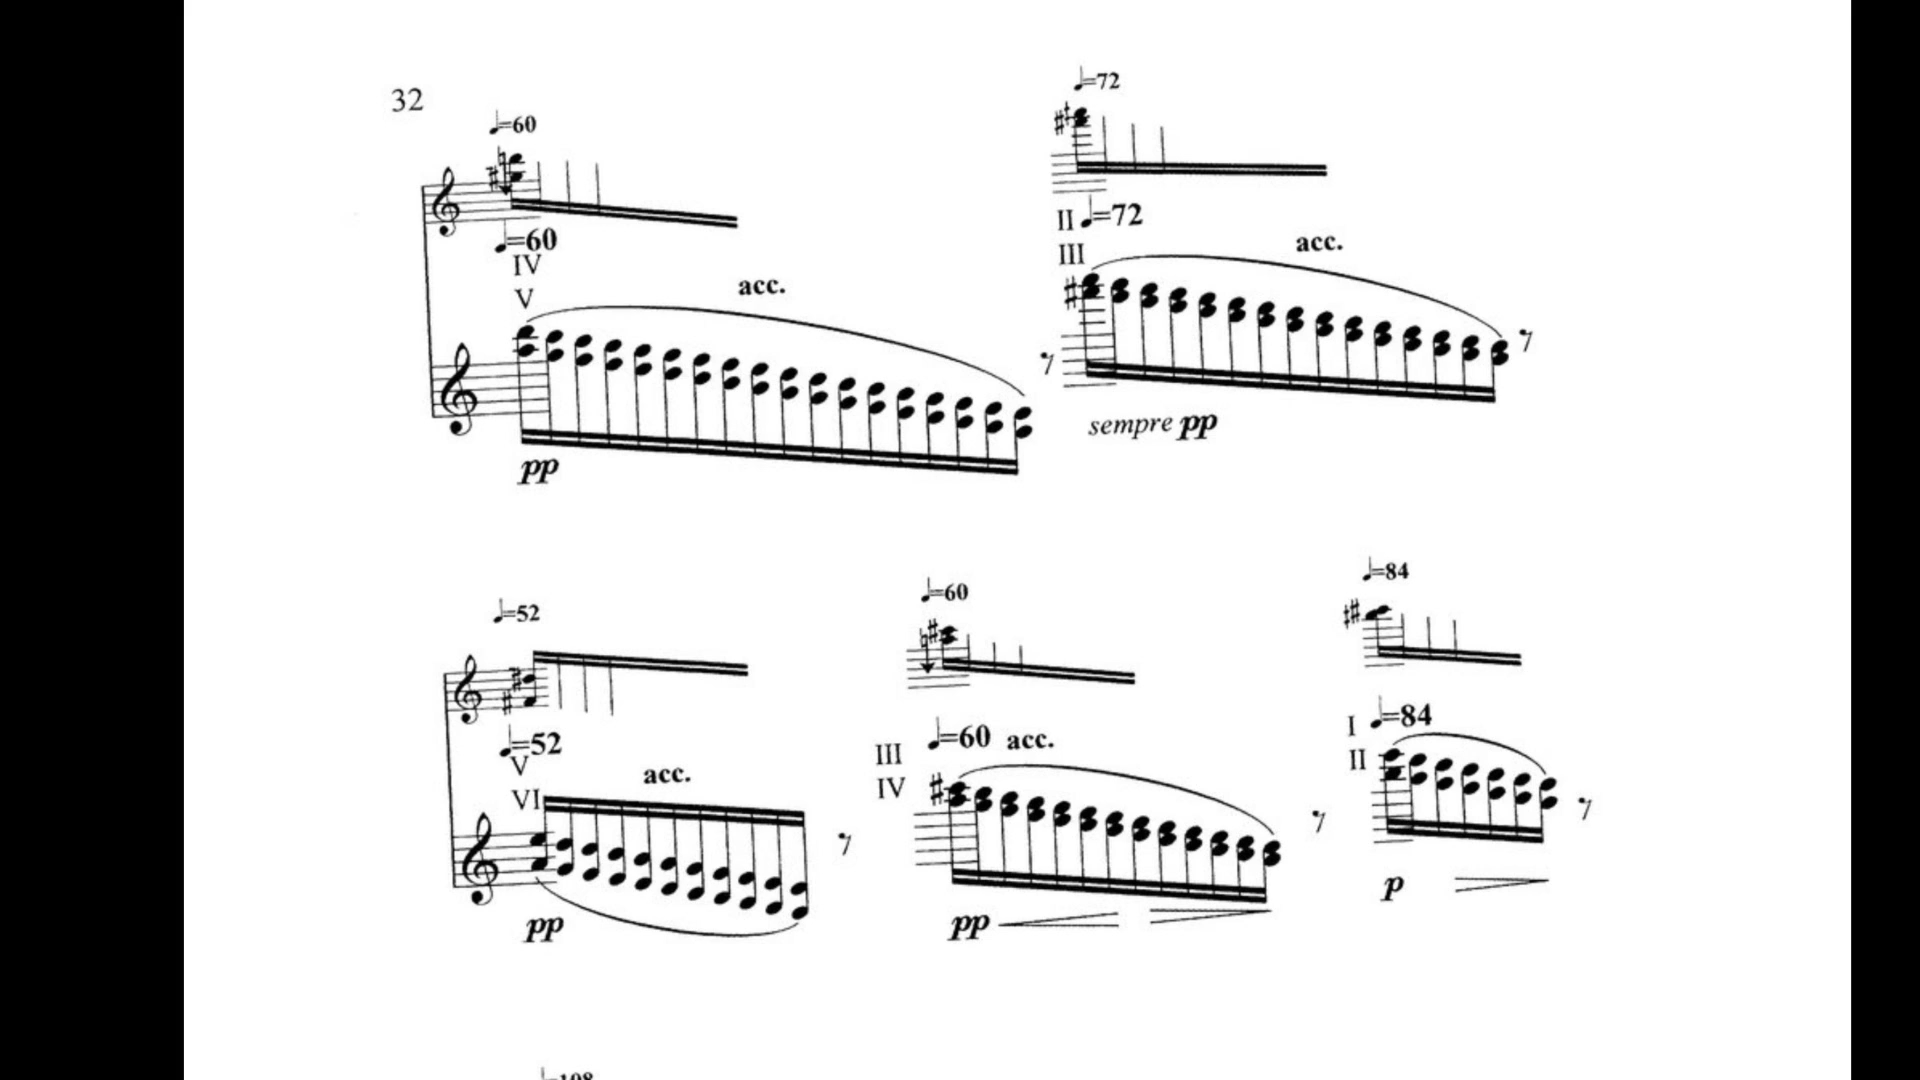 32
♩=60
♩=72
♩=60
IV
V
acc.
II ♩=72
III
acc.
pp
sempre pp
♩=52
♩=60
♩=84
♩=52
V
VI
acc.
III
IV
♩=60 acc.
I ♩=84
II
pp
pp
p